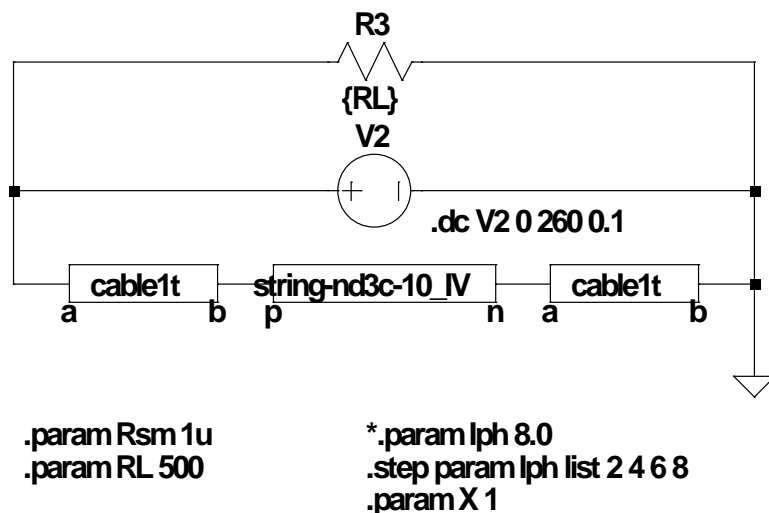 R3
{RL}
V2
.dc V2 0 260 0.1
cable1t string-nd3c-10_IV cable1t
a b p n a b
.param Rsm 1u
.param RL 500
*.param Iph 8.0
.step param Iph list 2 4 6 8
.param X 1